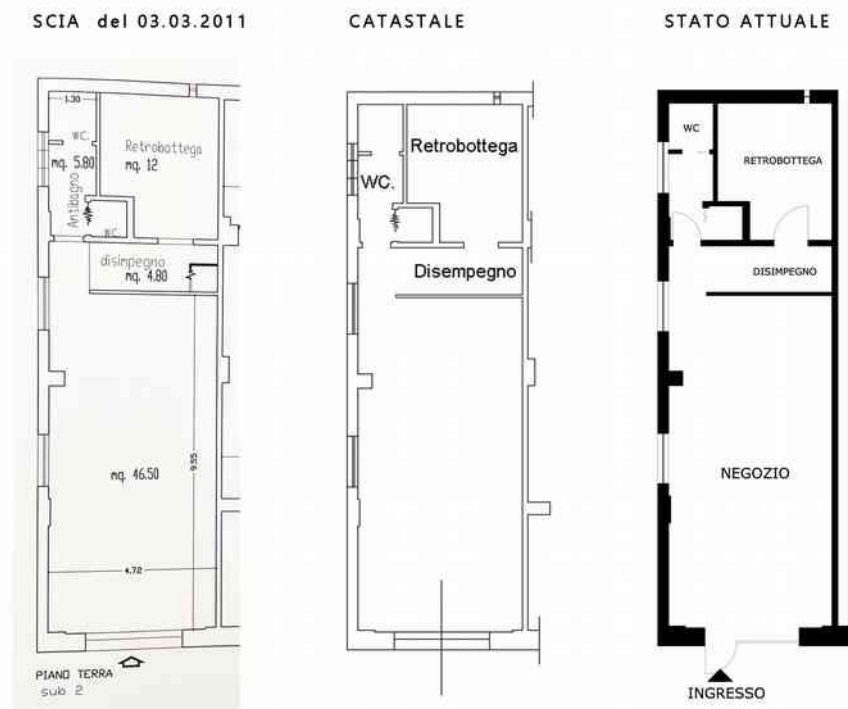 SCIA del 03.03.2011
CATASTALE
STATO ATTUALE
1.30
WC.
mq. 5.80
Antibagno
Retrobottega
mq. 12
WC.
disimpegno
mq. 4.80
9.55
mq. 46.50
4.72
PIANO TERRA
sub 2
Retrobottega
WC.
Disempegno
WC
RETROBOTTEGA
DISIMPEGNO
NEGOZIO
INGRESSO